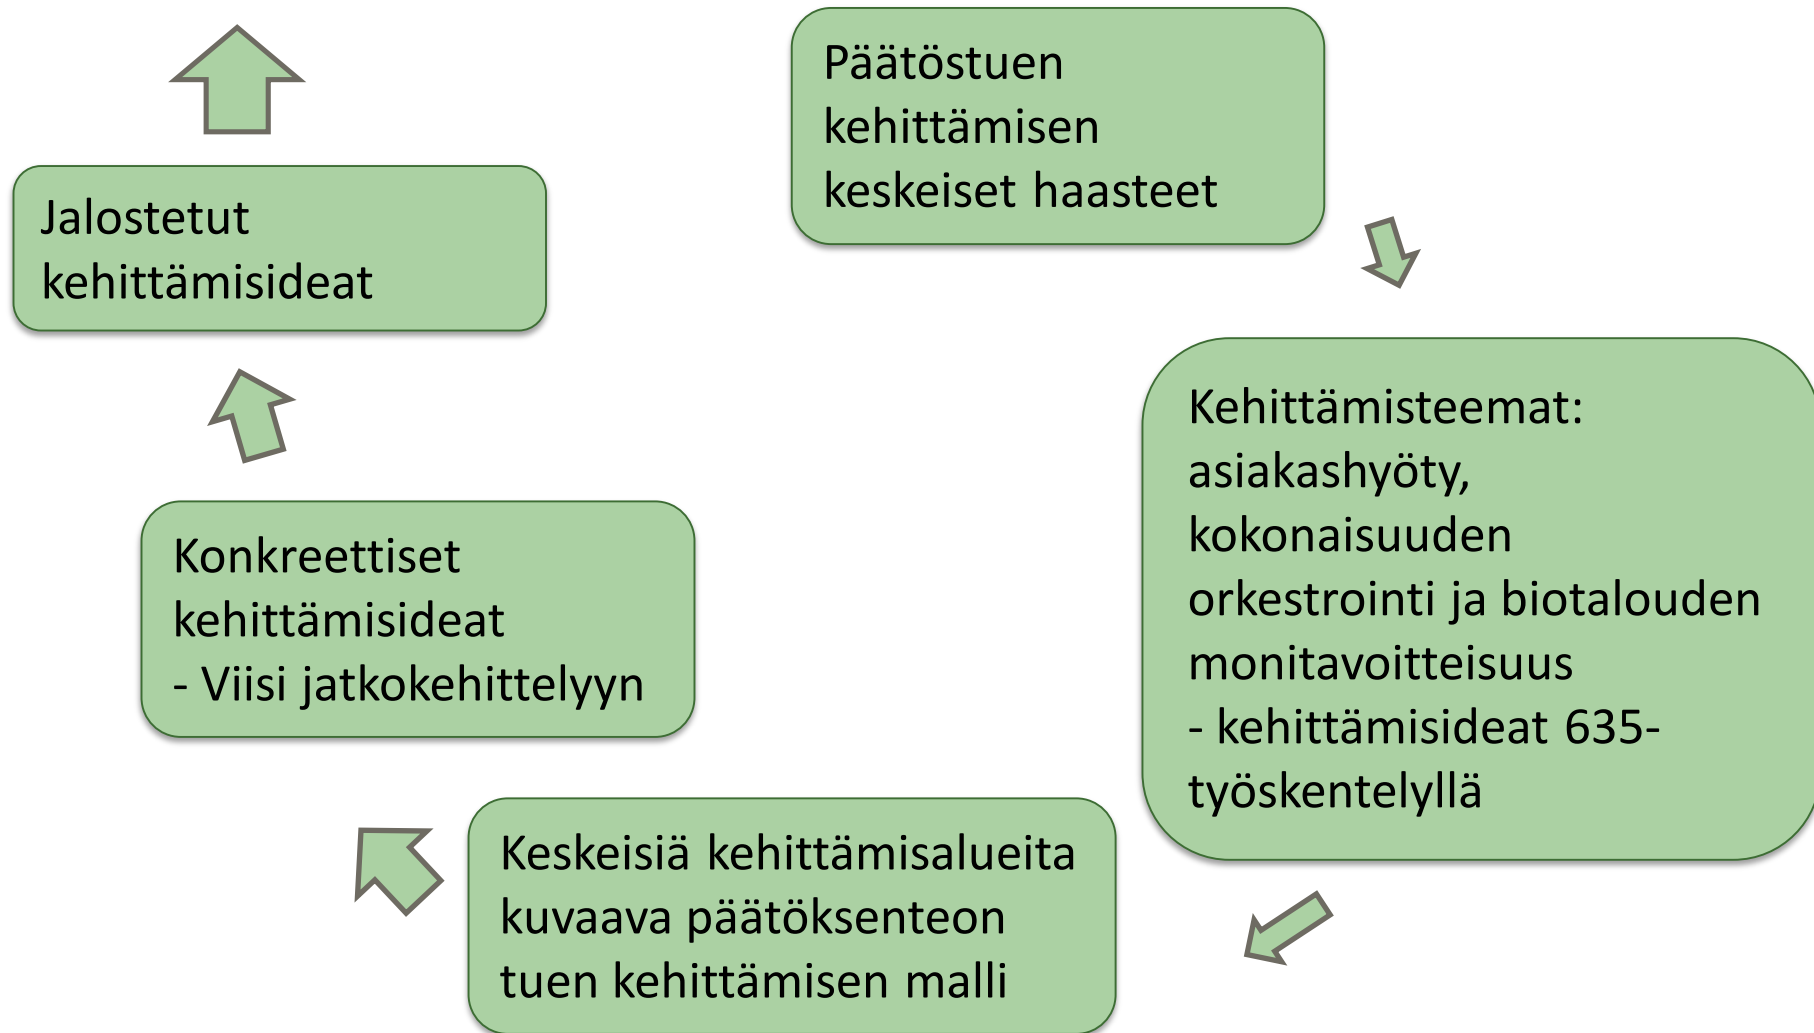 Päätöstuen
kehittämisen
keskeiset haasteet
Kehittämisteemat:
asiakashyöty,
kokonaisuuden
orkestrointi ja biotalouden
monitavoitteisuus
- kehittämisideat 635-
työskentelyllä
Keskeisiä kehittämisalueita
kuvaava päätöksenteon
tuen kehittämisen malli
Konkreettiset
kehittämisideat
- Viisi jatkokehittelyyn
Jalostetut
kehittämisideat